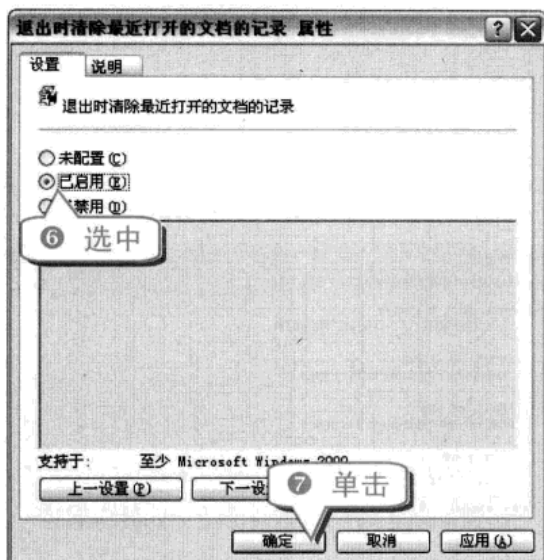 退出时清除最近打开的文档的记录 属性
设置 说明
退出时清除最近打开的文档的记录
未配置(C)
已启用(E)
禁用(D)
❻ 选中
支持于: 至少 Microsoft Windows 2000
上一设置(P) 下一设
❼ 单击
确定 取消 应用(A)